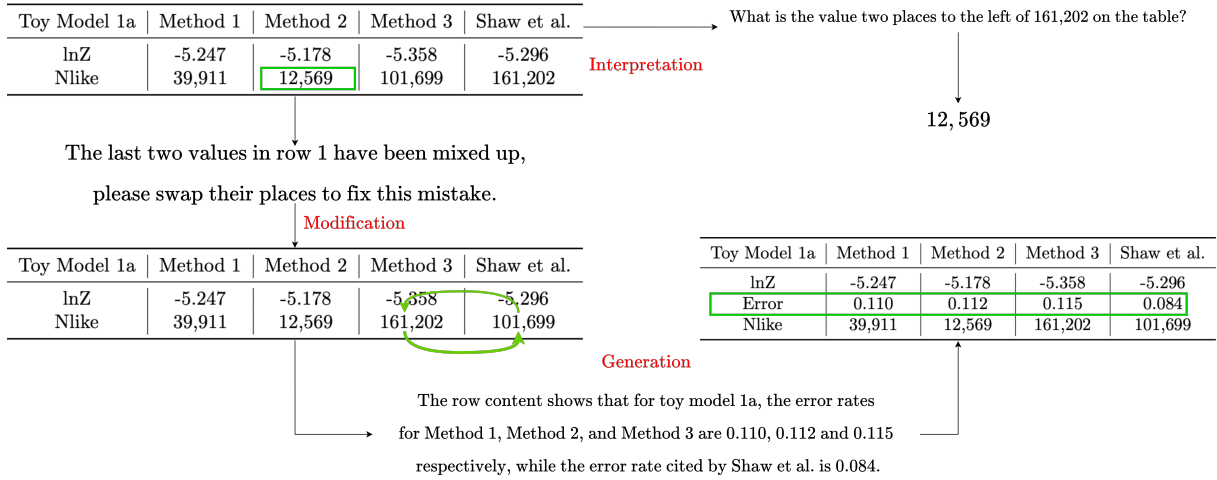 Toy Model 1a Method 1 Method 2 Method 3 Shaw et al.
lnZ -5.247 -5.178 -5.358 -5.296
Nlike 39,911 12,569 101,699 161,202
What is the value two places to the left of 161,202 on the table?
Interpretation
12,569
The last two values in row 1 have been mixed up,
please swap their places to fix this mistake.
Modification
Toy Model 1a Method 1 Method 2 Method 3 Shaw et al.
lnZ -5.247 -5.178 -5.358 -5.296
Nlike 39,911 12,569 161,202 101,699
Toy Model 1a Method 1 Method 2 Method 3 Shaw et al.
lnZ -5.247 -5.178 -5.358 -5.296
Error 0.110 0.112 0.115 0.084
Nlike 39,911 12,569 161,202 101,699
Generation
The row content shows that for toy model 1a, the error rates
for Method 1, Method 2, and Method 3 are 0.110, 0.112 and 0.115
respectively, while the error rate cited by Shaw et al. is 0.084.